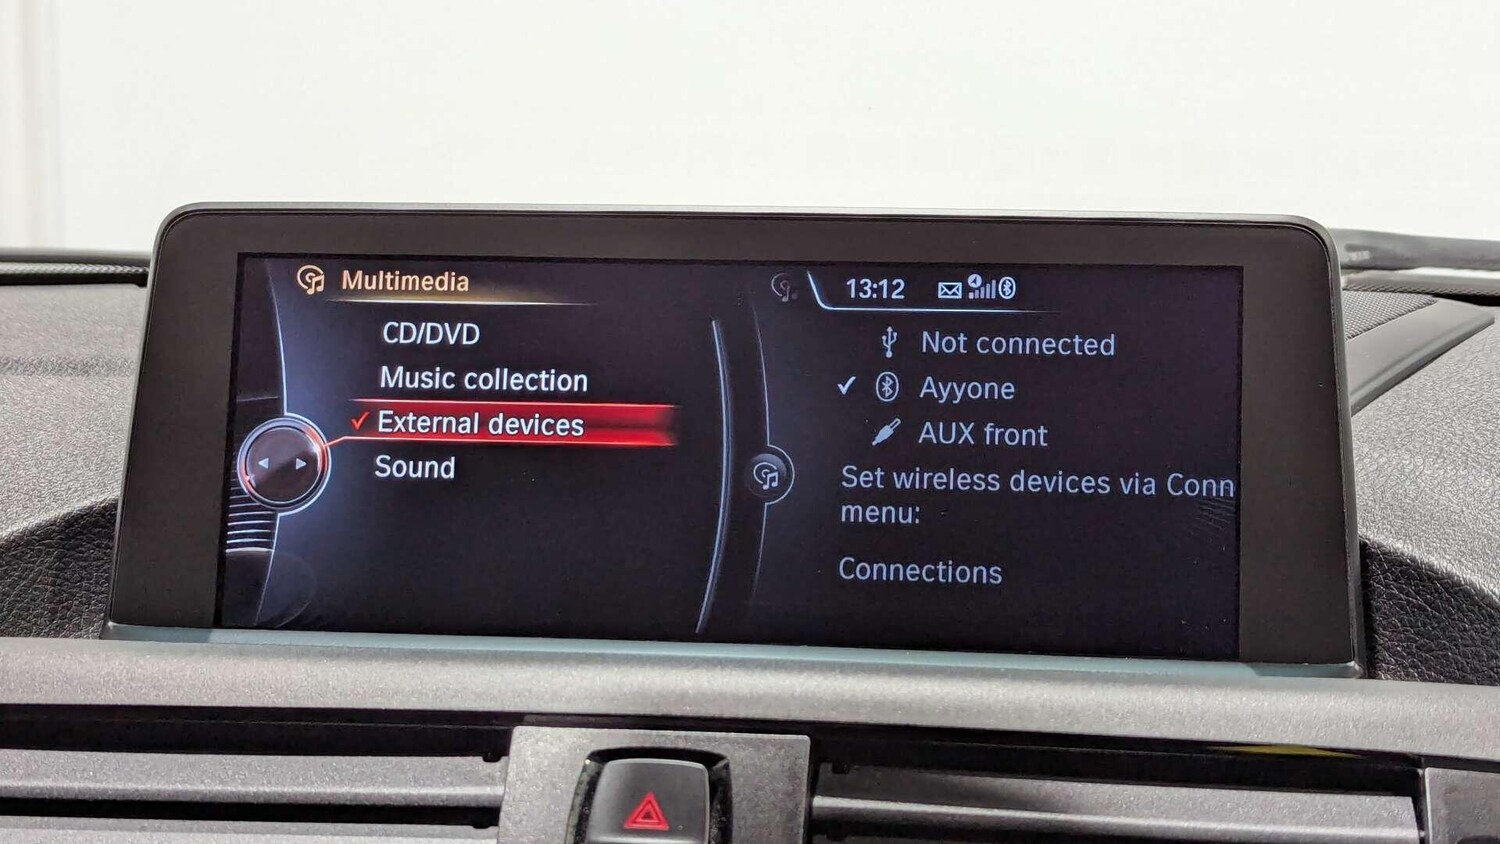 Multimedia
CD/DVD
Music collection
External devices
Sound
13:12
Not connected
Ayyone
AUX front
Set wireless devices via Conn
menu:
Connections